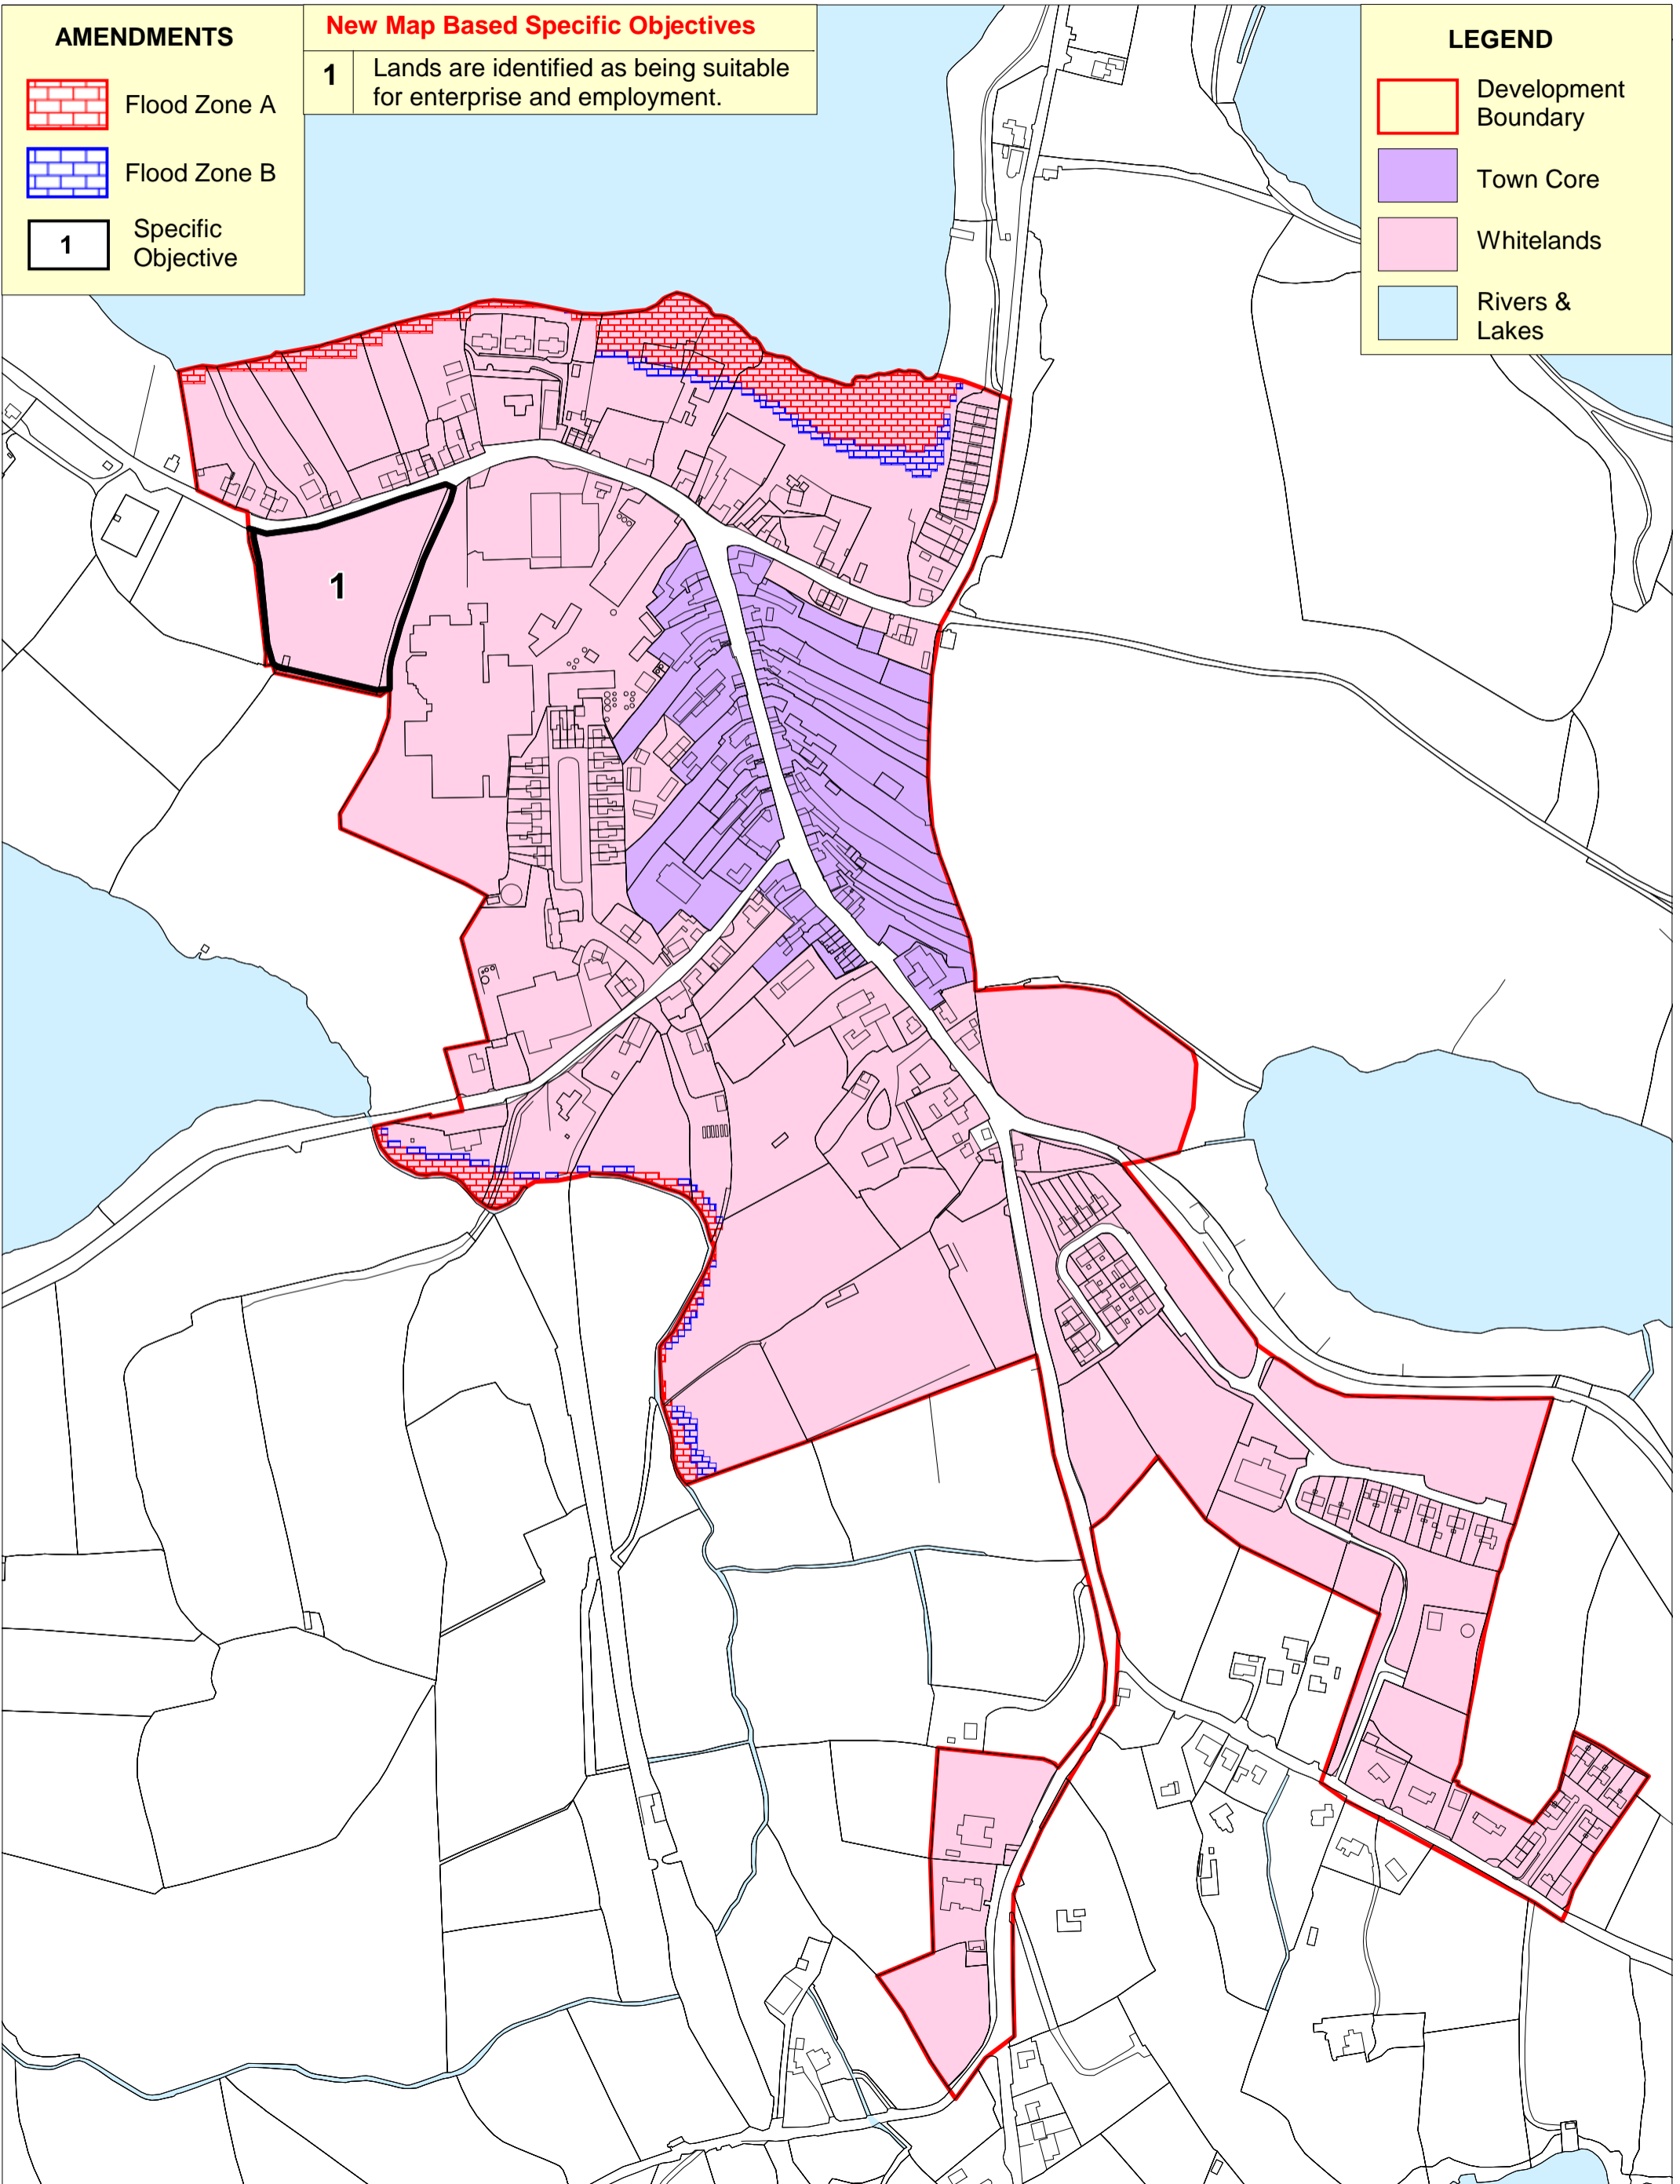 AMENDMENTS
Flood Zone A
Flood Zone B
1
Specific
Objective
New Map Based Specific Objectives
1
Lands are identified as being suitable
for enterprise and employment.
LEGEND
Development
Boundary
Town Core
Whitelands
Rivers &
Lakes
1